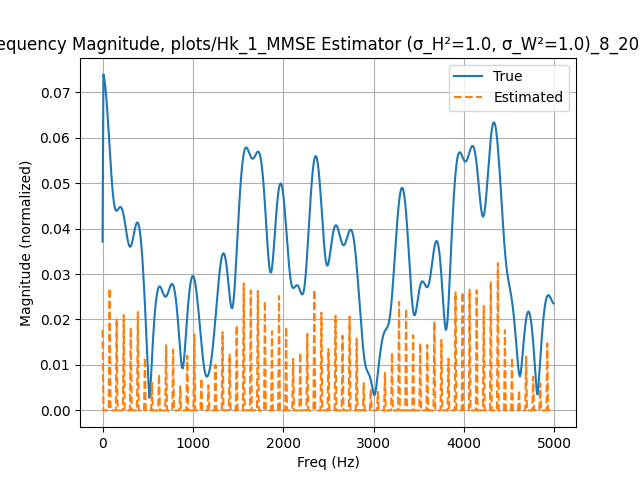 equency Magnitude, plots/Hk_1_MMSE Estimator (σ_H²=1.0, σ_W²=1.0)_8_20
True
Estimated
Magnitude (normalized)
0.07
0.06
0.05
0.04
0.03
0.02
0.01
0.00
0 1000 2000 3000 4000 5000
Freq (Hz)